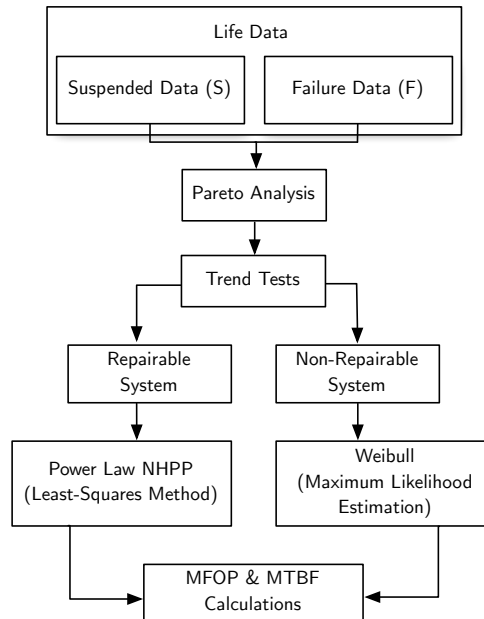 Life Data
Suspended Data (S)
Failure Data (F)
Pareto Analysis
Trend Tests
Repairable
System
Non-Repairable
System
Power Law NHPP
(Least-Squares Method)
Weibull
(Maximum Likelihood
Estimation)
MFOP & MTBF
Calculations